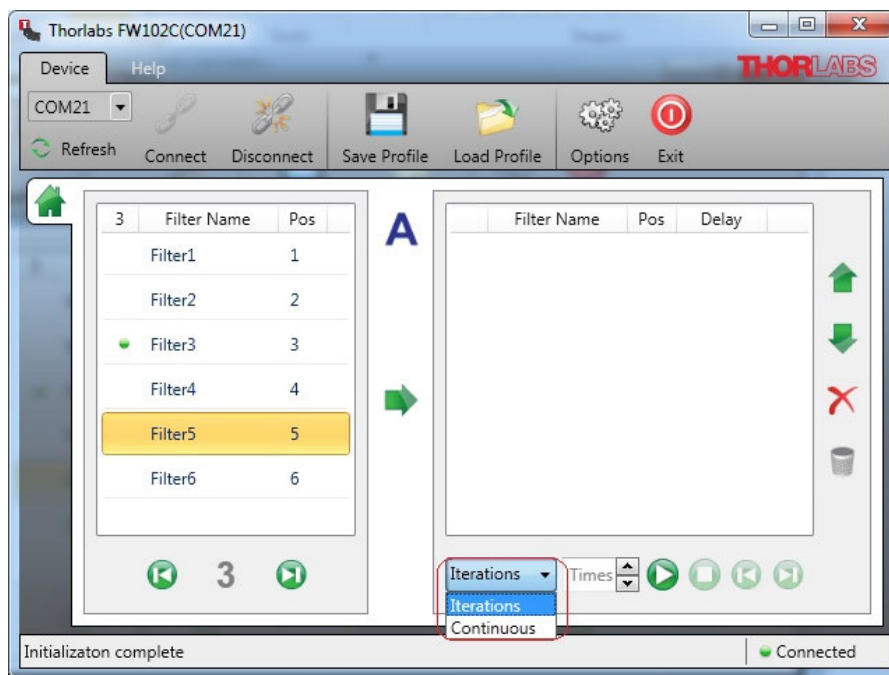 Thorlabs FW102C(COM21)
Device Help
THORLABS
COM21
Refresh
Connect Disconnect Save Profile Load Profile Options Exit
3 Filter Name Pos
Filter1 1
Filter2 2
Filter3 3
Filter4 4
Filter5 5
Filter6 6
3
A
Filter Name Pos Delay
Iterations Times
Iterations
Continuous
Initializaton complete
Connected